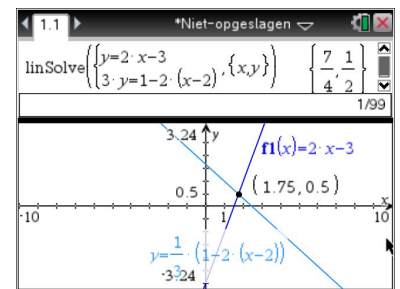 1.1 *Niet-opgeslagen
linSolve({y=2·x−3
3·y=1−2·(x−2) ,{x,y}) {7/4, 1/2}
1/99
3.24 y
f1(x)=2·x−3
0.5 (1.75, 0.5)
x
-10 1 10
y=1/3·(1−2·(x−2))
-3.24